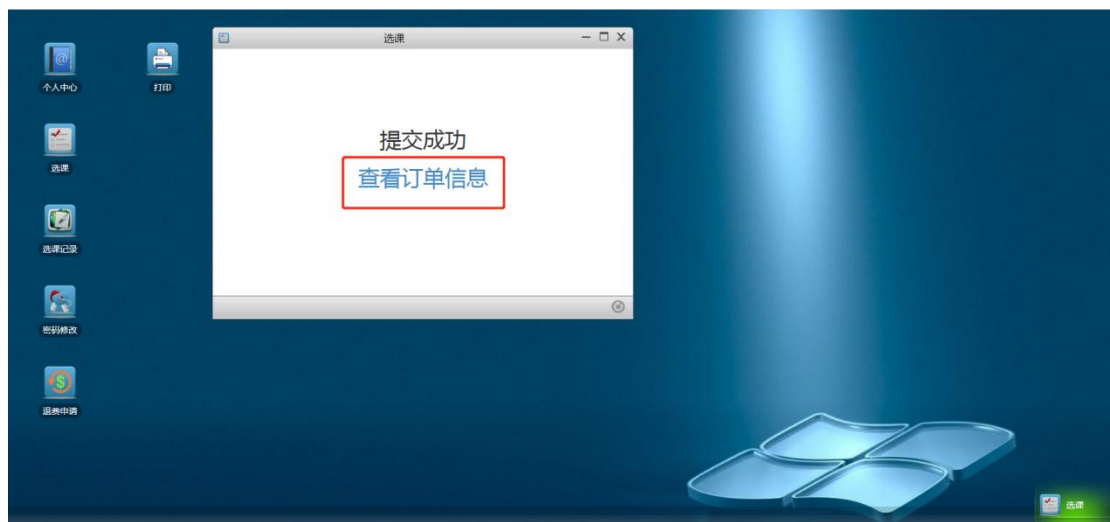 选课
个人中心
打印
提交成功
查看订单信息
选课
选课记录
密码修改
退费申请
选课